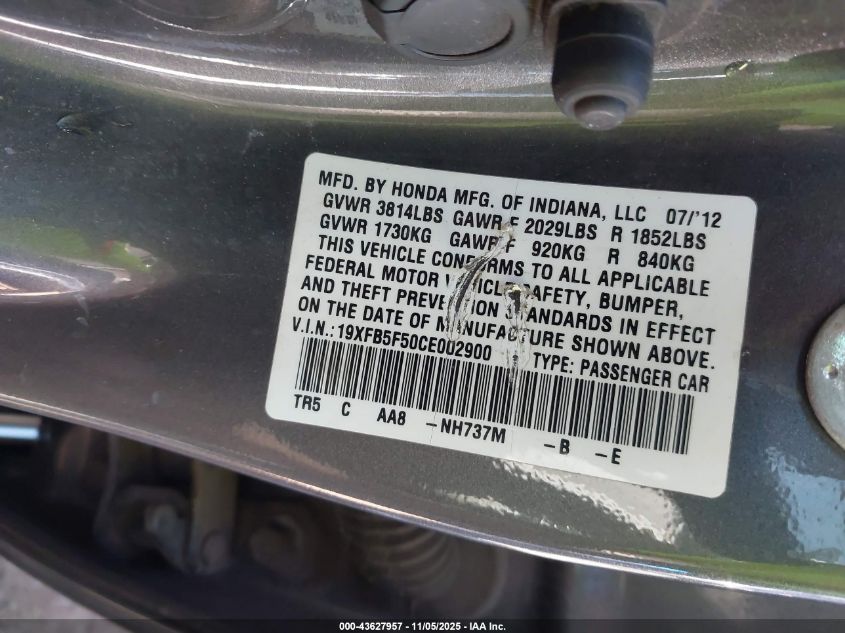 MFD. BY HONDA MFG. OF INDIANA, LLC 07/'12
GVWR 3814LBS GAWR F 2029LBS R 1852LBS
GVWR 1730KG GAWR F 920KG R 840KG
THIS VEHICLE CONFORMS TO ALL APPLICABLE
FEDERAL MOTOR VEHICLE SAFETY, BUMPER,
AND THEFT PREVENTION STANDARDS IN EFFECT
ON THE DATE OF MANUFACTURE SHOWN ABOVE.
V.I.N.: 19XFB5F50CE002900 TYPE: PASSENGER CAR
TR5 C AA8 -NH737M -B -E
000-43627957 - 11/05/2025 - IAA Inc.